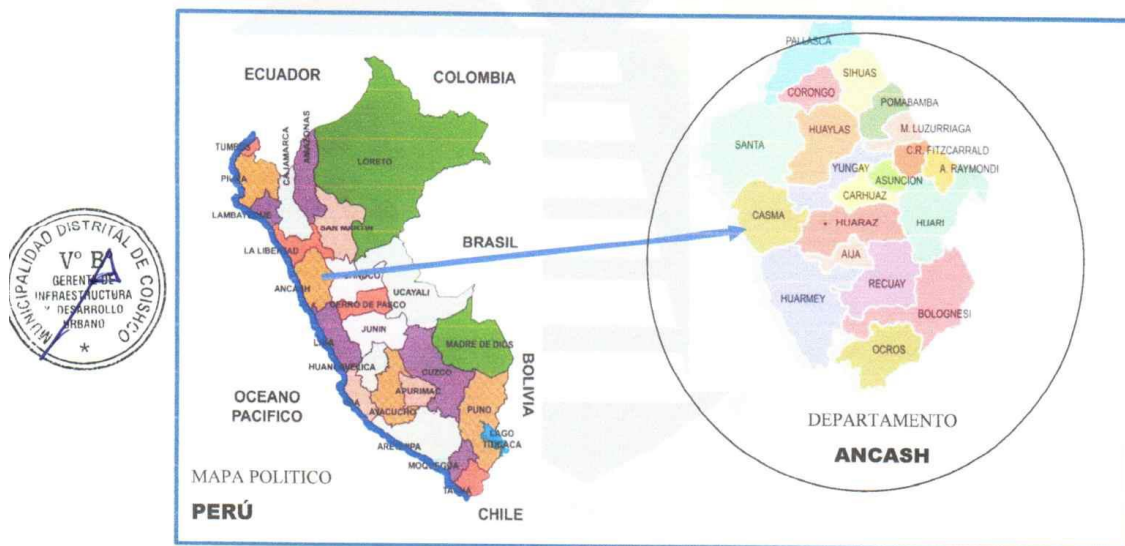 MUNICIPALIDAD DISTRITAL DE COISHCO
Vº Bº
GERENTE DE
INFRAESTRUCTURA
Y DESARROLLO
URBANO
*
ECUADOR
COLOMBIA
TUMBES
PIURA
CAJAMARCA
AMAZONAS
LORETO
LAMBAYEQUE
SAN MARTIN
LA LIBERTAD
BRASIL
ANCASH
UCAYALI
CERRO DE PASCO
LIMA
JUNIN
MADRE DE DIOS
HUANCAVELICA
CUZCO
BOLIVIA
OCEANO
PACIFICO
APURIMAC
AYACUCHO
PUNO
LAGO
TITICACA
AREQUIPA
MOQUEGUA
TACNA
MAPA POLITICO
PERÚ
CHILE
PALLASCA
SIHUAS
CORONGO
POMABAMBA
HUAYLAS
M. LUZURRIAGA
SANTA
C.R. FITZCARRALD
YUNGAY
A. RAYMONDI
ASUNCION
CARHUAZ
CASMA
HUARAZ
HUARI
AIJA
RECUAY
HUARMEY
BOLOGNESI
OCROS
DEPARTAMENTO
ANCASH